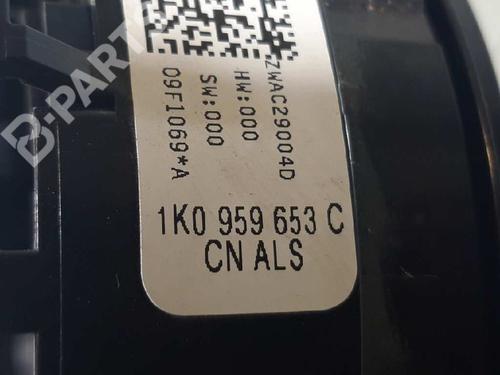 ZWAC29004D
HW:000
SW:000
09F1069*A
1K0 959 653 C
CN ALS
B-PARTS